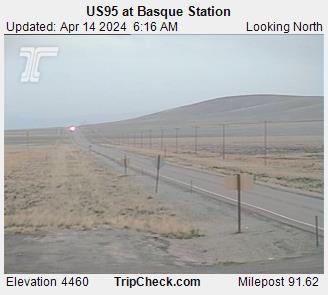 US95 at Basque Station
Updated: Apr 14 2024 6:16 AM Looking North
Elevation 4460 TripCheck.com Milepost 91.62